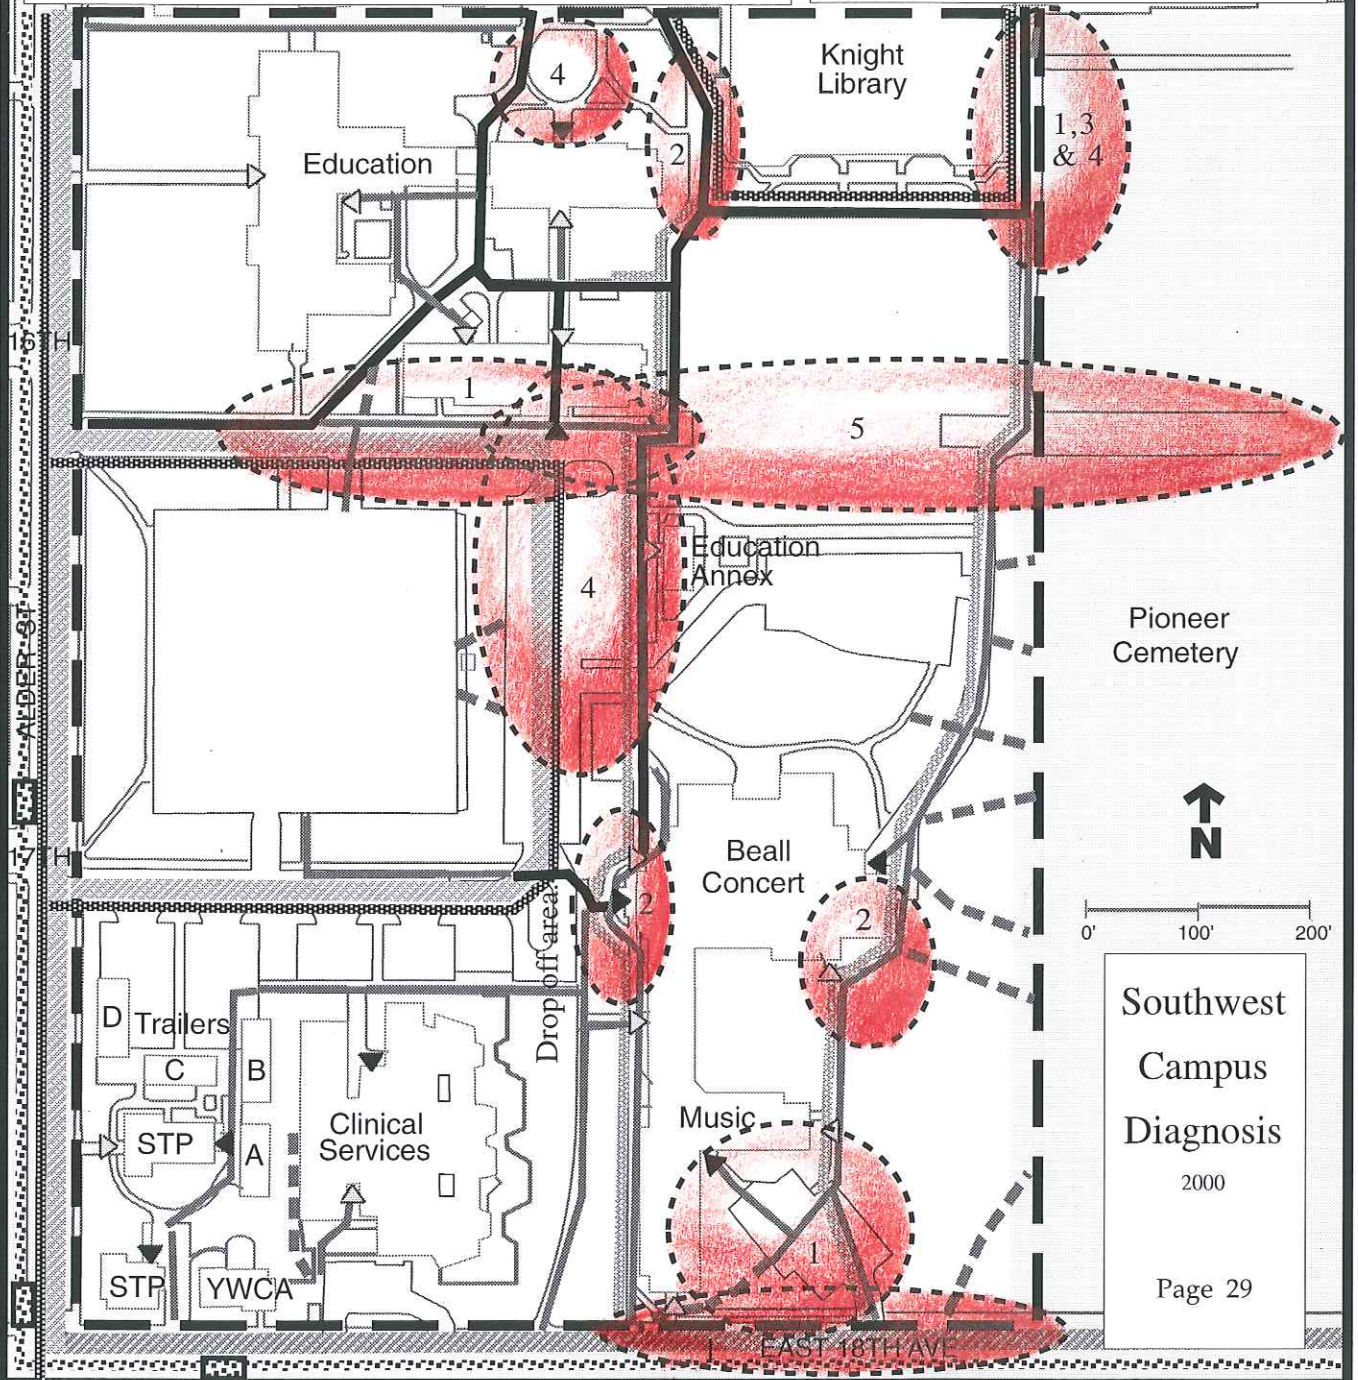 Knight
Library
4
1,3
& 4
2
Education
16TH
1
5
Education
Annox
4
ALDER ST
Pioneer
Cemetery
N
17TH
Beall
Concert
2
2
0' 100' 200'
Drop off area.
Southwest
Campus
Diagnosis
2000
Page 29
D
Trailers
C
B
STP
A
Clinical
Services
Music
1
STP
YWCA
1
EAST 18TH AVE